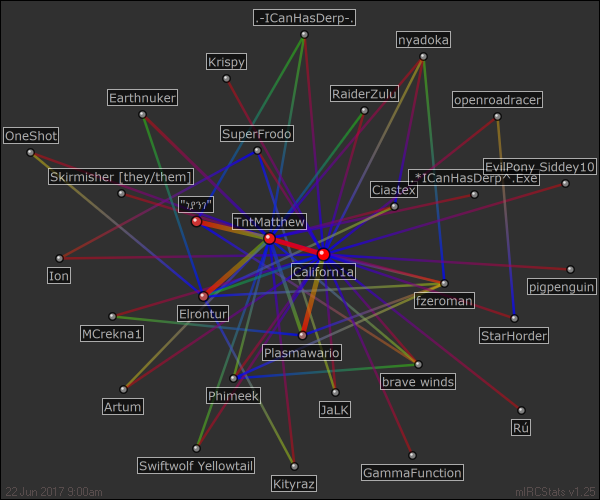 .-ICanHasDerp-.
nyadoka
Krispy
Earthnuker
RaiderZulu
openroadracer
OneShot
SuperFrodo
EvilPony Siddey10
Skirmisher [they/them]
.*ICanHasDerp^.Exe
Ciastex
TntMatthew
Californ1a
Ion
pigpenguin
Elrontur
fzeroman
MCrekna1
StarHorder
Plasmawario
brave winds
Phimeek
Artum
JaLK
Rú
Swiftwolf Yellowtail
Kityraz
GammaFunction
22 Jun 2017 9:00am
mIRCStats v1.25